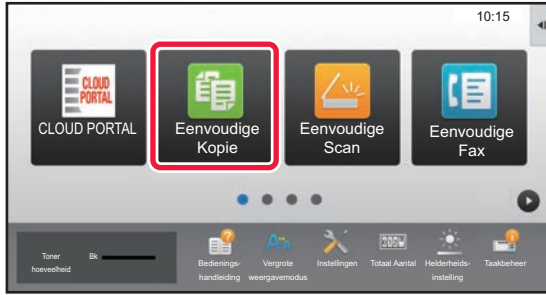 10:15
CLOUD
PORTAL
CLOUD PORTAL
Eenvoudige
Kopie
Eenvoudige
Scan
Eenvoudige
Fax
Toner
hoeveelheid
Bk
Bedienings-
handleiding
Vergrote
weergavemodus
Instellingen
Totaal Aantal
Helderheids-
instelling
Taakbeheer